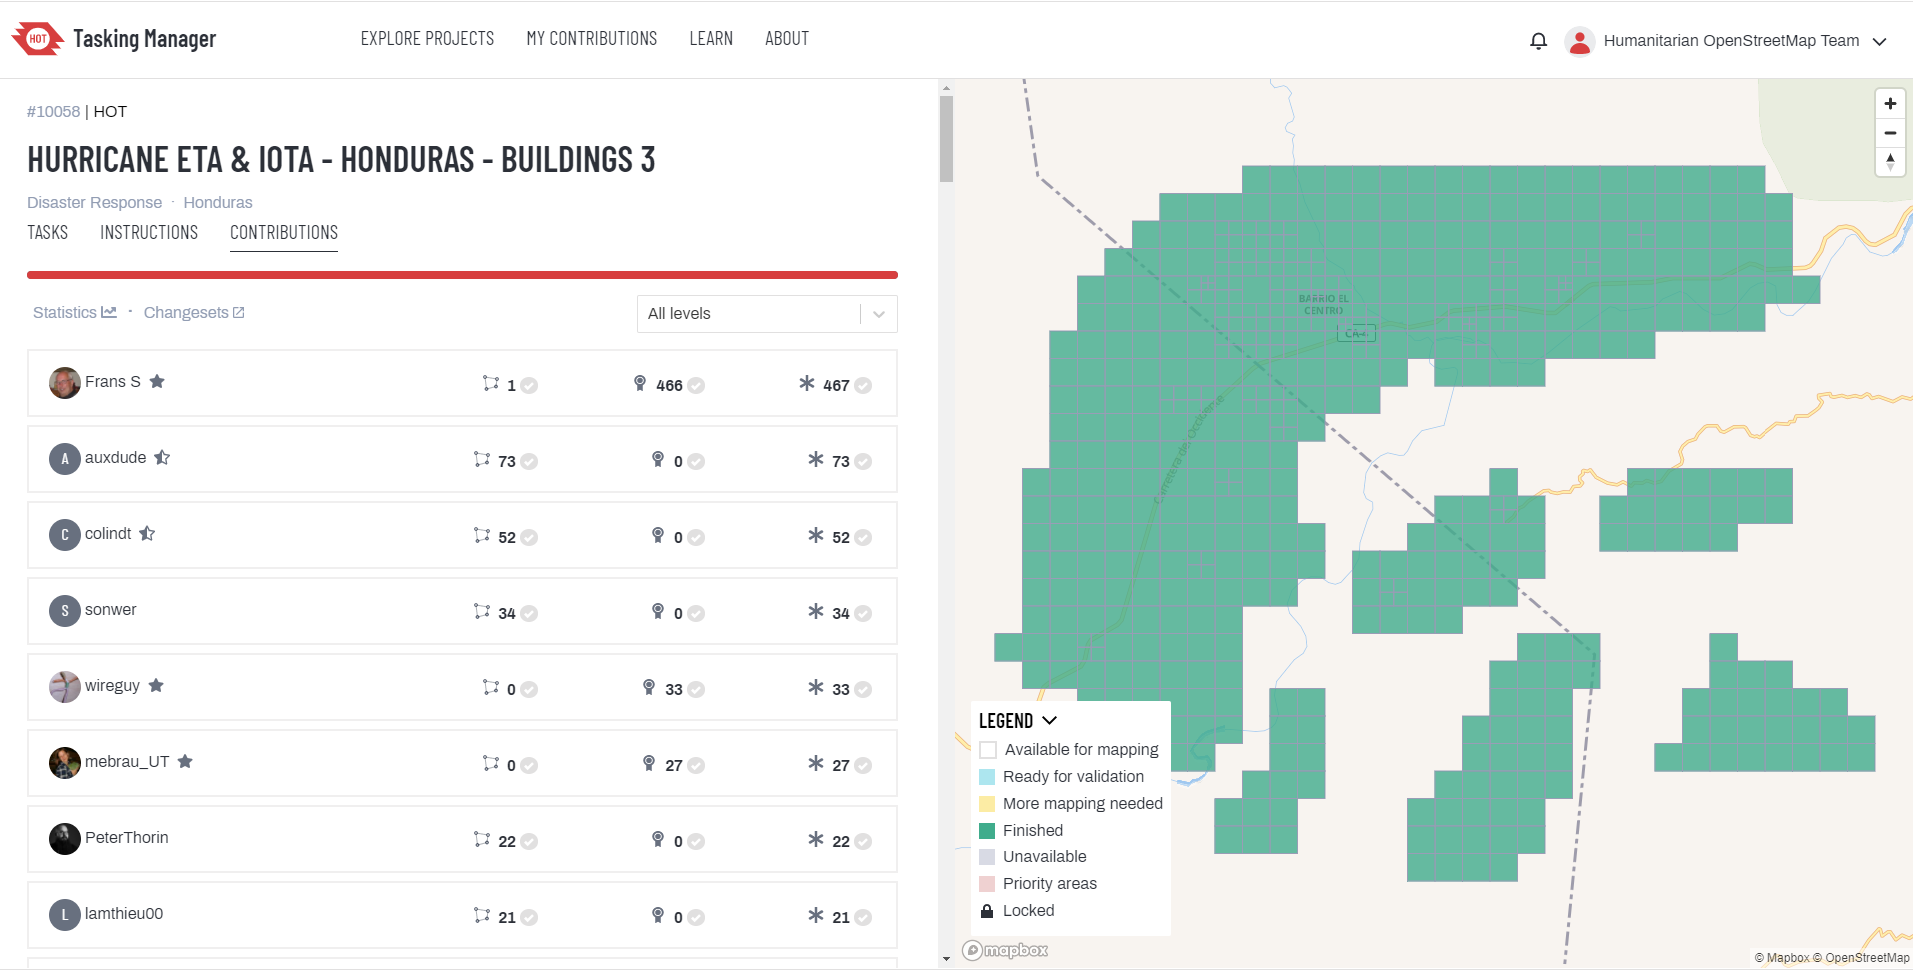 HOT
Tasking Manager
EXPLORE PROJECTS
MY CONTRIBUTIONS
LEARN
ABOUT
Humanitarian OpenStreetMap Team
#10058 | HOT
HURRICANE ETA & IOTA - HONDURAS - BUILDINGS 3
Disaster Response · Honduras
TASKS
INSTRUCTIONS
CONTRIBUTIONS
Statistics · Changesets
All levels
Frans S 1 466 467
A auxdude 73 0 73
C colindt 52 0 52
S sonwer 34 0 34
wireguy 0 33 33
mebrau_UT 0 27 27
PeterThorin 22 0 22
L lamthieu00 21 0 21
BARRIO EL
CENTRO
CA-4
Carretera de Occidente
LEGEND
Available for mapping
Ready for validation
More mapping needed
Finished
Unavailable
Priority areas
Locked
mapbox
© Mapbox © OpenStreetMap